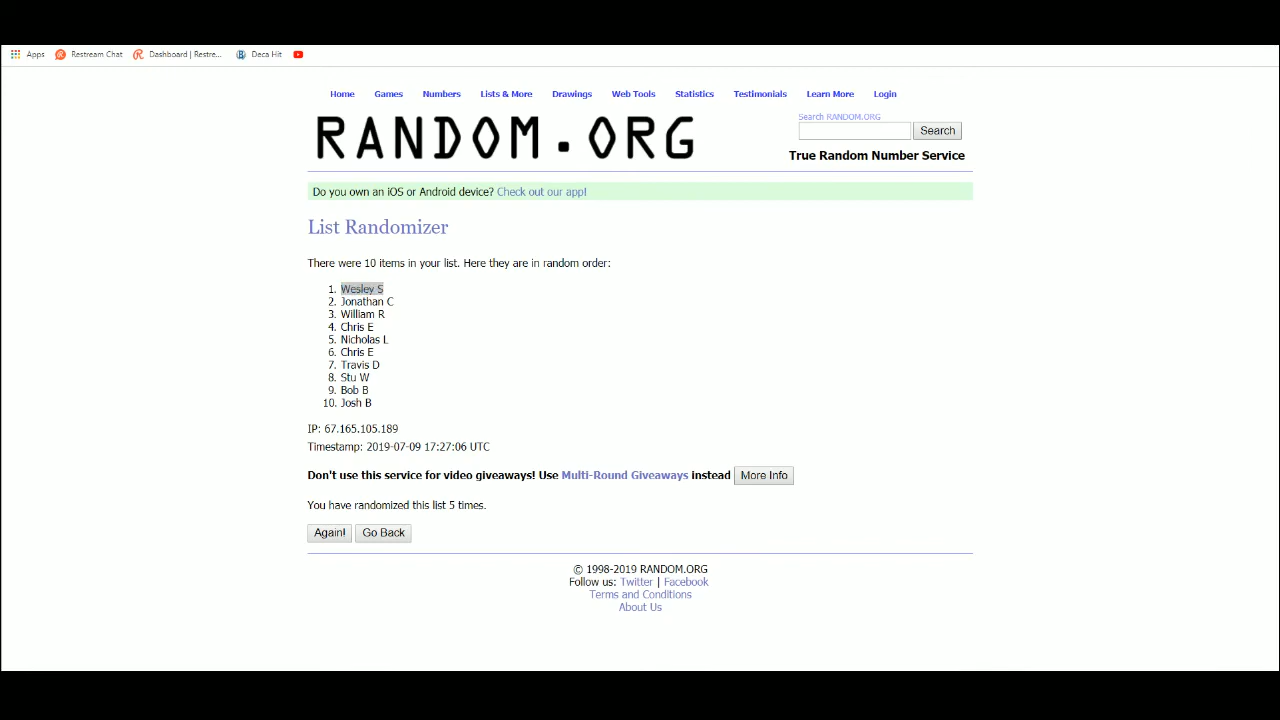 Apps Restream Chat Dashboard | Restre... Deca Hit
Home Games Numbers Lists & More Drawings Web Tools Statistics Testimonials Learn More Login
RANDOM.ORG
Search RANDOM.ORG
Search
True Random Number Service
Do you own an iOS or Android device? Check out our app!
List Randomizer
There were 10 items in your list. Here they are in random order:
1. Wesley S
2. Jonathan C
3. William R
4. Chris E
5. Nicholas L
6. Chris E
7. Travis D
8. Stu W
9. Bob B
10. Josh B
IP: 67.165.105.189
Timestamp: 2019-07-09 17:27:06 UTC
Don't use this service for video giveaways! Use Multi-Round Giveaways instead More Info
You have randomized this list 5 times.
Again! Go Back
© 1998-2019 RANDOM.ORG
Follow us: Twitter | Facebook
Terms and Conditions
About Us